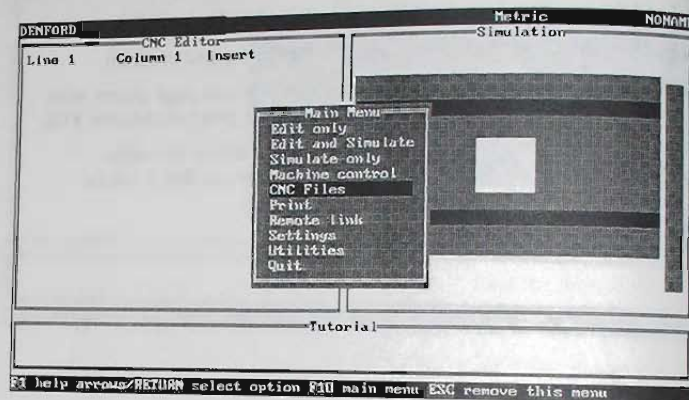 DENFORD Metric NONAM
CNC Editor
Simulation
Line 1 Column 1 Insert
Main Menu
Edit only
Edit and Simulate
Simulate only
Machine control
CNC Files
Print
Remote link
Settings
Utilities
Quit
Tutorial
F1 help arrows/RETURN select option F10 main menu ESC remove this menu